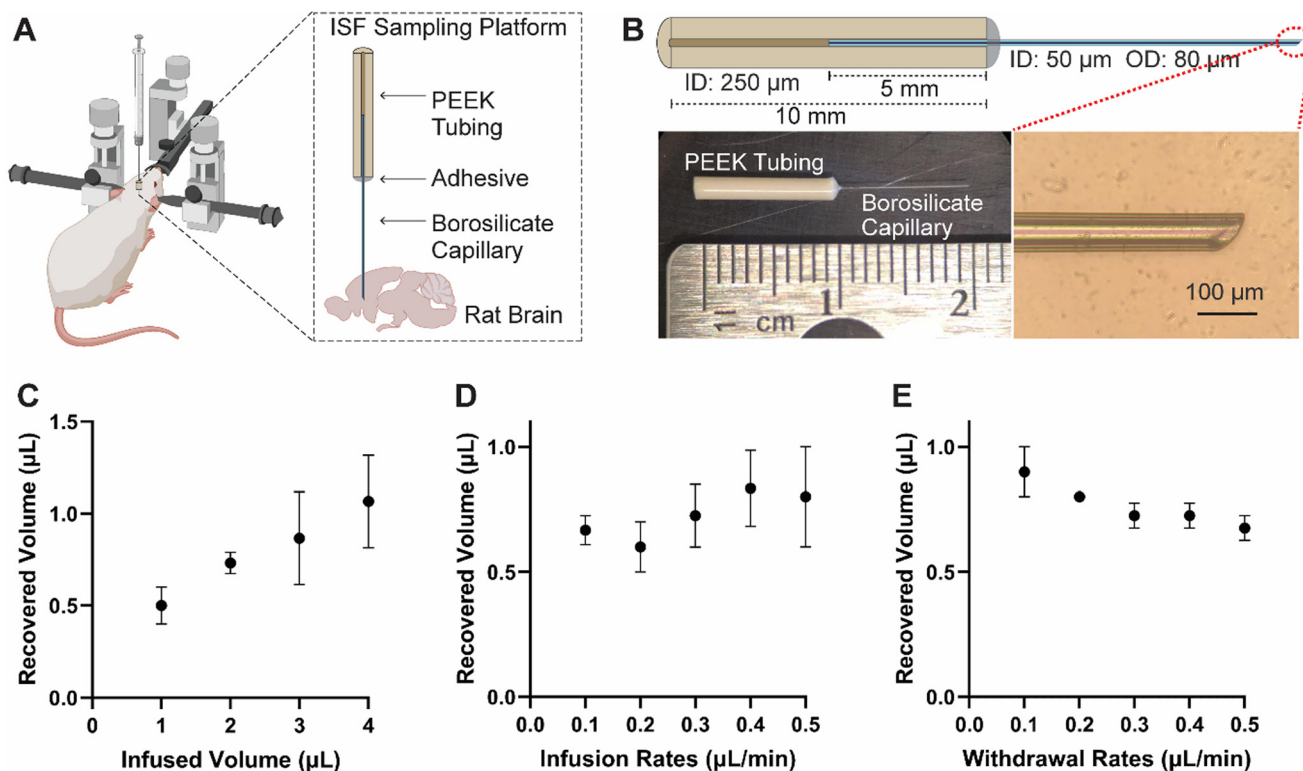 A
ISF Sampling Platform
PEEK
Tubing
Adhesive
Borosilicate
Capillary
Rat Brain
B
ID: 250 µm
5 mm
10 mm
ID: 50 µm OD: 80 µm
PEEK Tubing
Borosilicate
Capillary
1
2
cm
100 µm
C
Recovered Volume (µL)
1.5
1.0
0.5
0.0
0
1
2
3
4
Infused Volume (µL)
D
Recovered Volume (µL)
1.0
0.5
0.0
0.0
0.1
0.2
0.3
0.4
0.5
Infusion Rates (µL/min)
E
Recovered Volume (µL)
1.0
0.5
0.0
0.0
0.1
0.2
0.3
0.4
0.5
Withdrawal Rates (µL/min)